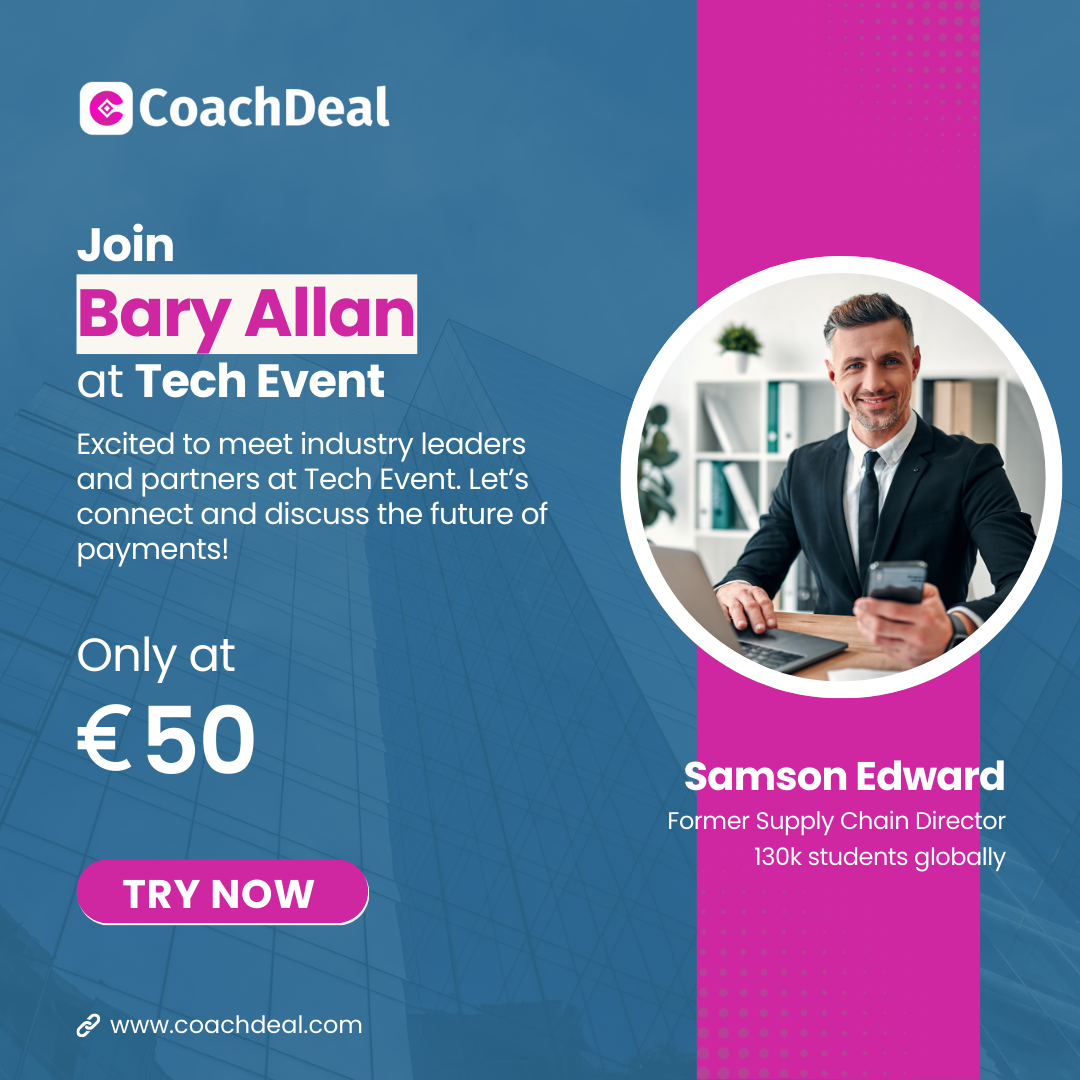 CoachDeal
Join
Bary Allan
at Tech Event
Excited to meet industry leaders
and partners at Tech Event. Let’s
connect and discuss the future of
payments!
Only at
€50
TRY NOW
www.coachdeal.com
Samson Edward
Former Supply Chain Director
130k students globally